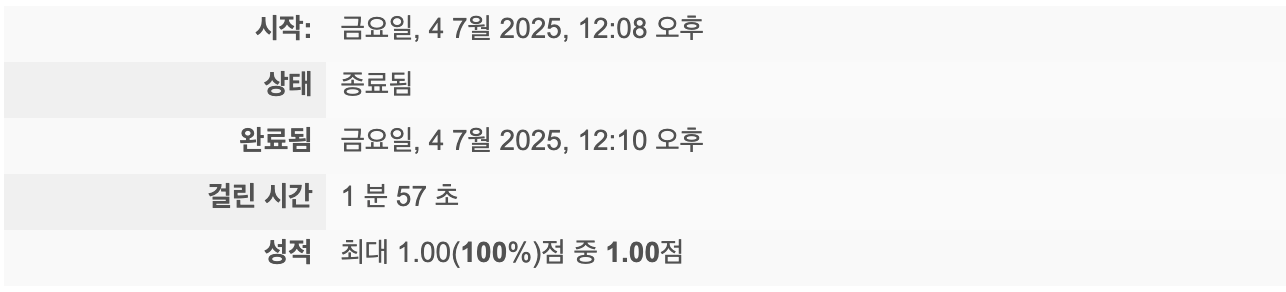 시작: 금요일, 4 7월 2025, 12:08 오후
상태 종료됨
완료됨 금요일, 4 7월 2025, 12:10 오후
걸린 시간 1 분 57 초
성적 최대 1.00(100%)점 중 1.00점